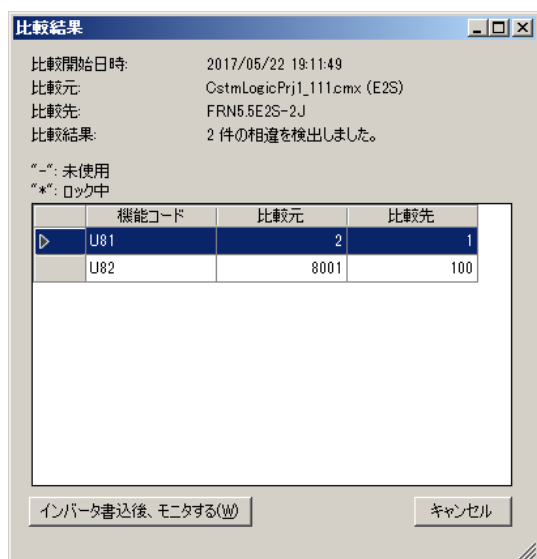 比較結果
比較開始日時: 2017/05/22 19:11:49
比較元: CstmLogicPrj1_111.cmx (E2S)
比較先: FRN5.5E2S-2J
比較結果: 2 件の相違を検出しました。
"-": 未使用
"*": ロック中
機能コード 比較元 比較先
U81 2 1
U82 8001 100
インバータ書込後、モニタする(W) キャンセル